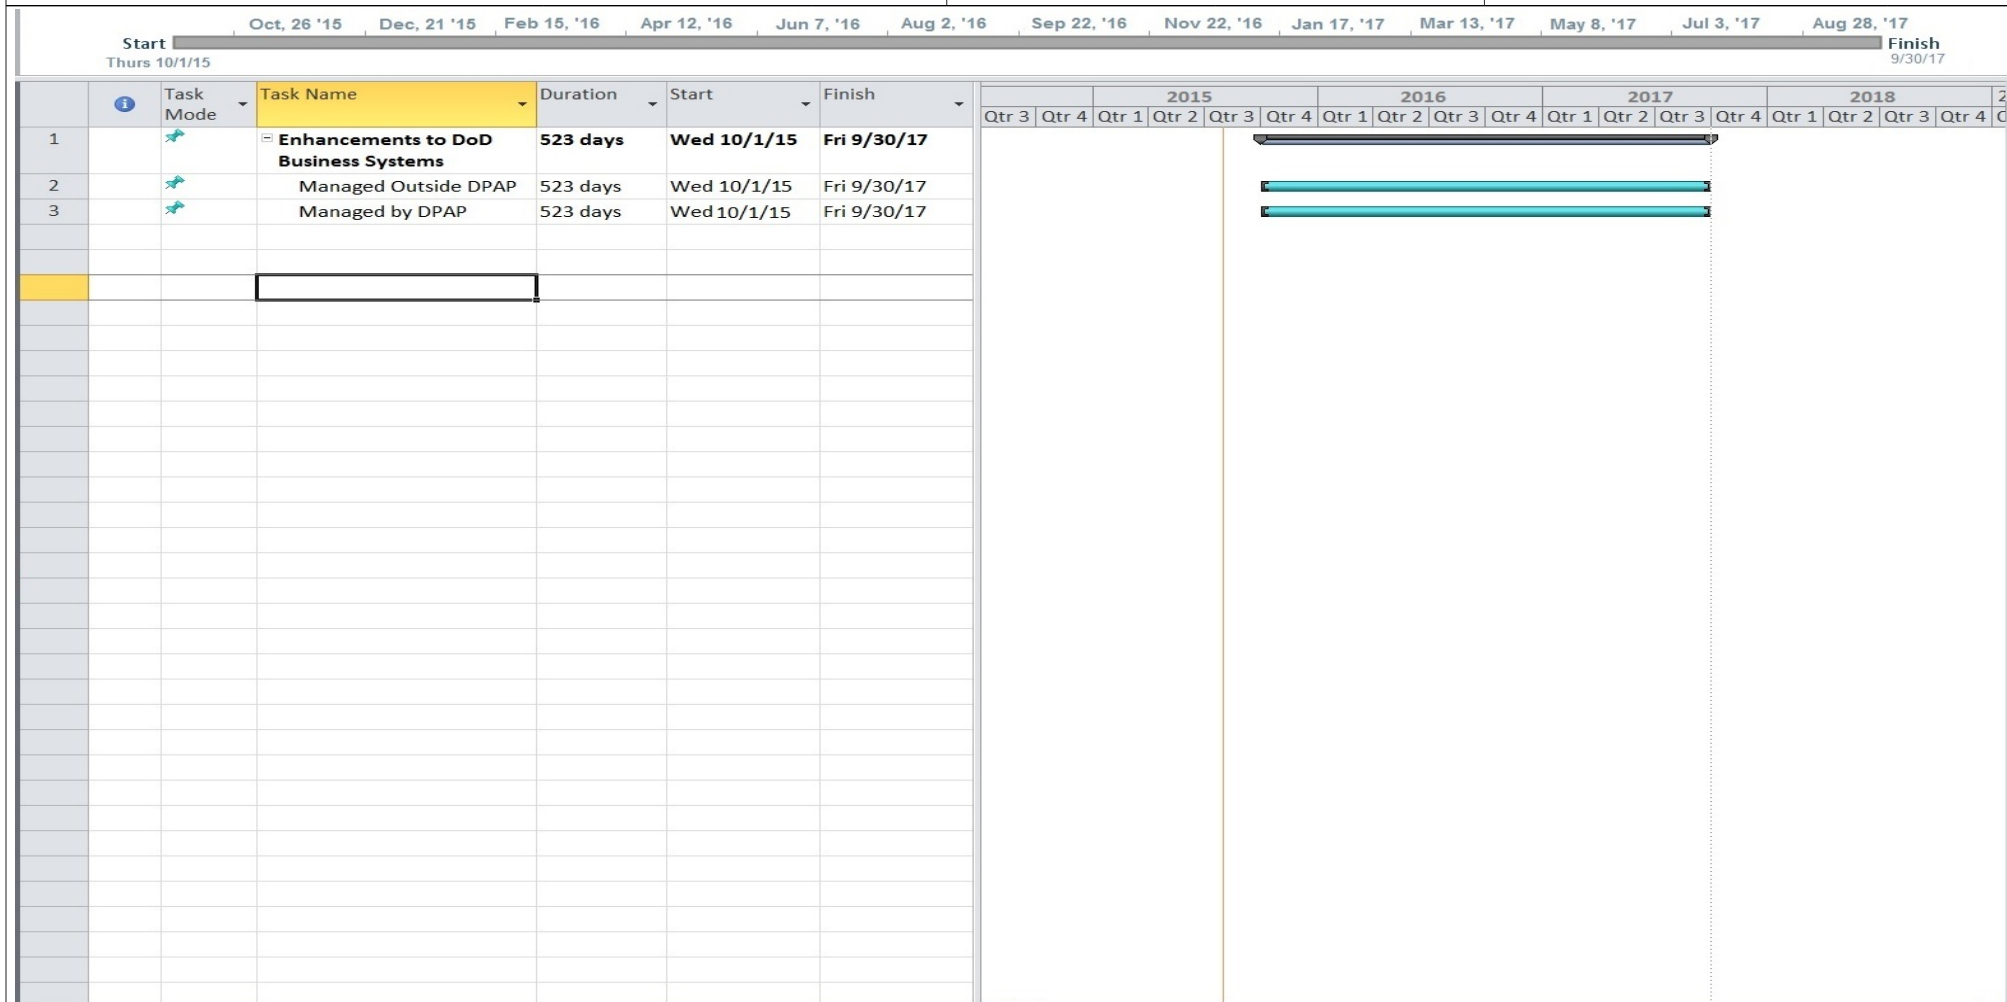 Oct, 26 '15 Dec, 21 '15 Feb 15, '16 Apr 12, '16 Jun 7, '16 Aug 2, '16 Sep 22, '16 Nov 22, '16 Jan 17, '17 Mar 13, '17 May 8, '17 Jul 3, '17 Aug 28, '17
Start Finish
Thurs 10/1/15 9/30/17
Task Mode Task Name Duration Start Finish
2015 2016 2017 2018 2
Qtr 3 Qtr 4 Qtr 1 Qtr 2 Qtr 3 Qtr 4 Qtr 1 Qtr 2 Qtr 3 Qtr 4 Qtr 1 Qtr 2 Qtr 3 Qtr 4 Qtr 1 Qtr 2 Qtr 3 Qtr 4
1 Enhancements to DoD 523 days Wed 10/1/15 Fri 9/30/17
Business Systems
2 Managed Outside DPAP 523 days Wed 10/1/15 Fri 9/30/17
3 Managed by DPAP 523 days Wed 10/1/15 Fri 9/30/17